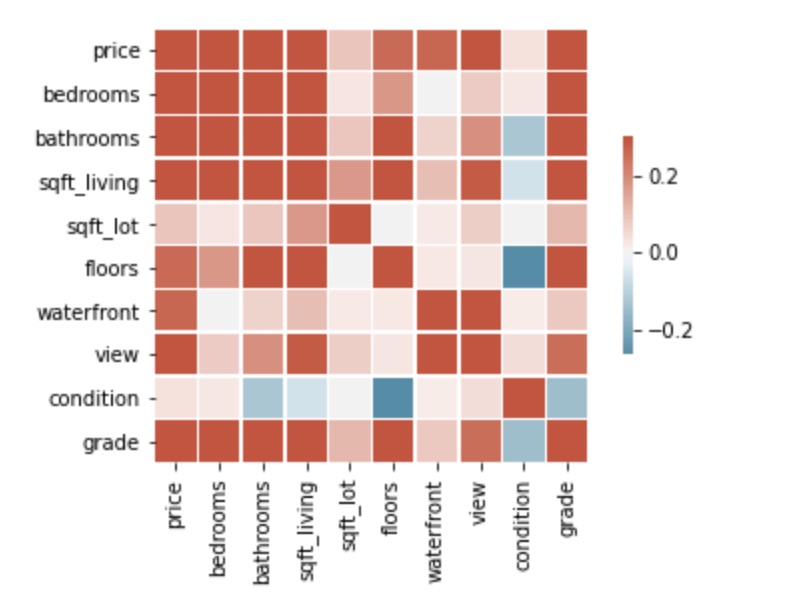 price
bedrooms
bathrooms
sqft_living
sqft_lot
floors
waterfront
view
condition
grade
0.2
0.0
−0.2
price
bedrooms
bathrooms
sqft_living
sqft_lot
floors
waterfront
view
condition
grade